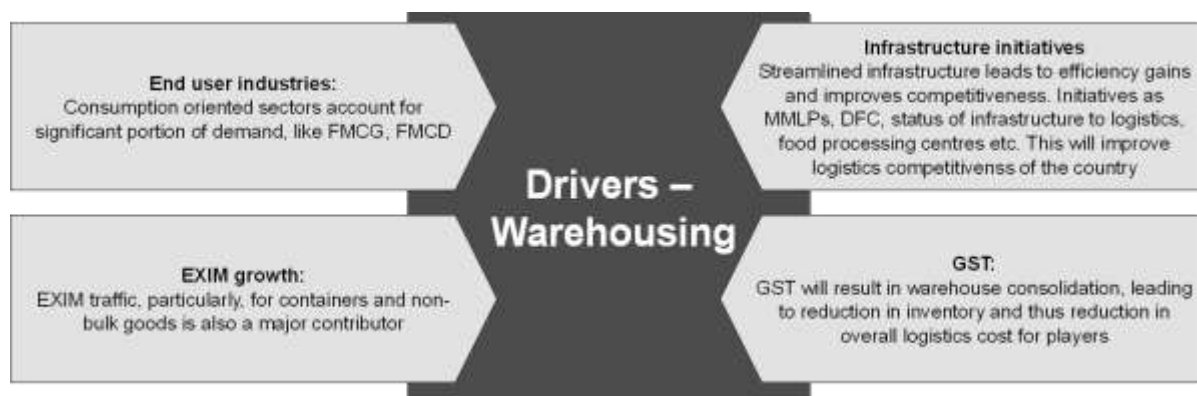 End user industries:
Consumption oriented sectors account for
significant portion of demand, like FMCG, FMCD
EXIM growth:
EXIM traffic, particularly, for containers and non-
bulk goods is also a major contributor
Drivers –
Warehousing
Infrastructure initiatives
Streamlined infrastructure leads to efficiency gains
and improves competitiveness. Initiatives as
MMLPs, DFC, status of infrastructure to logistics,
food processing centres etc. This will improve
logistics competitivenss of the country
GST:
GST will result in warehouse consolidation, leading
to reduction in inventory and thus reduction in
overall logistics cost for players